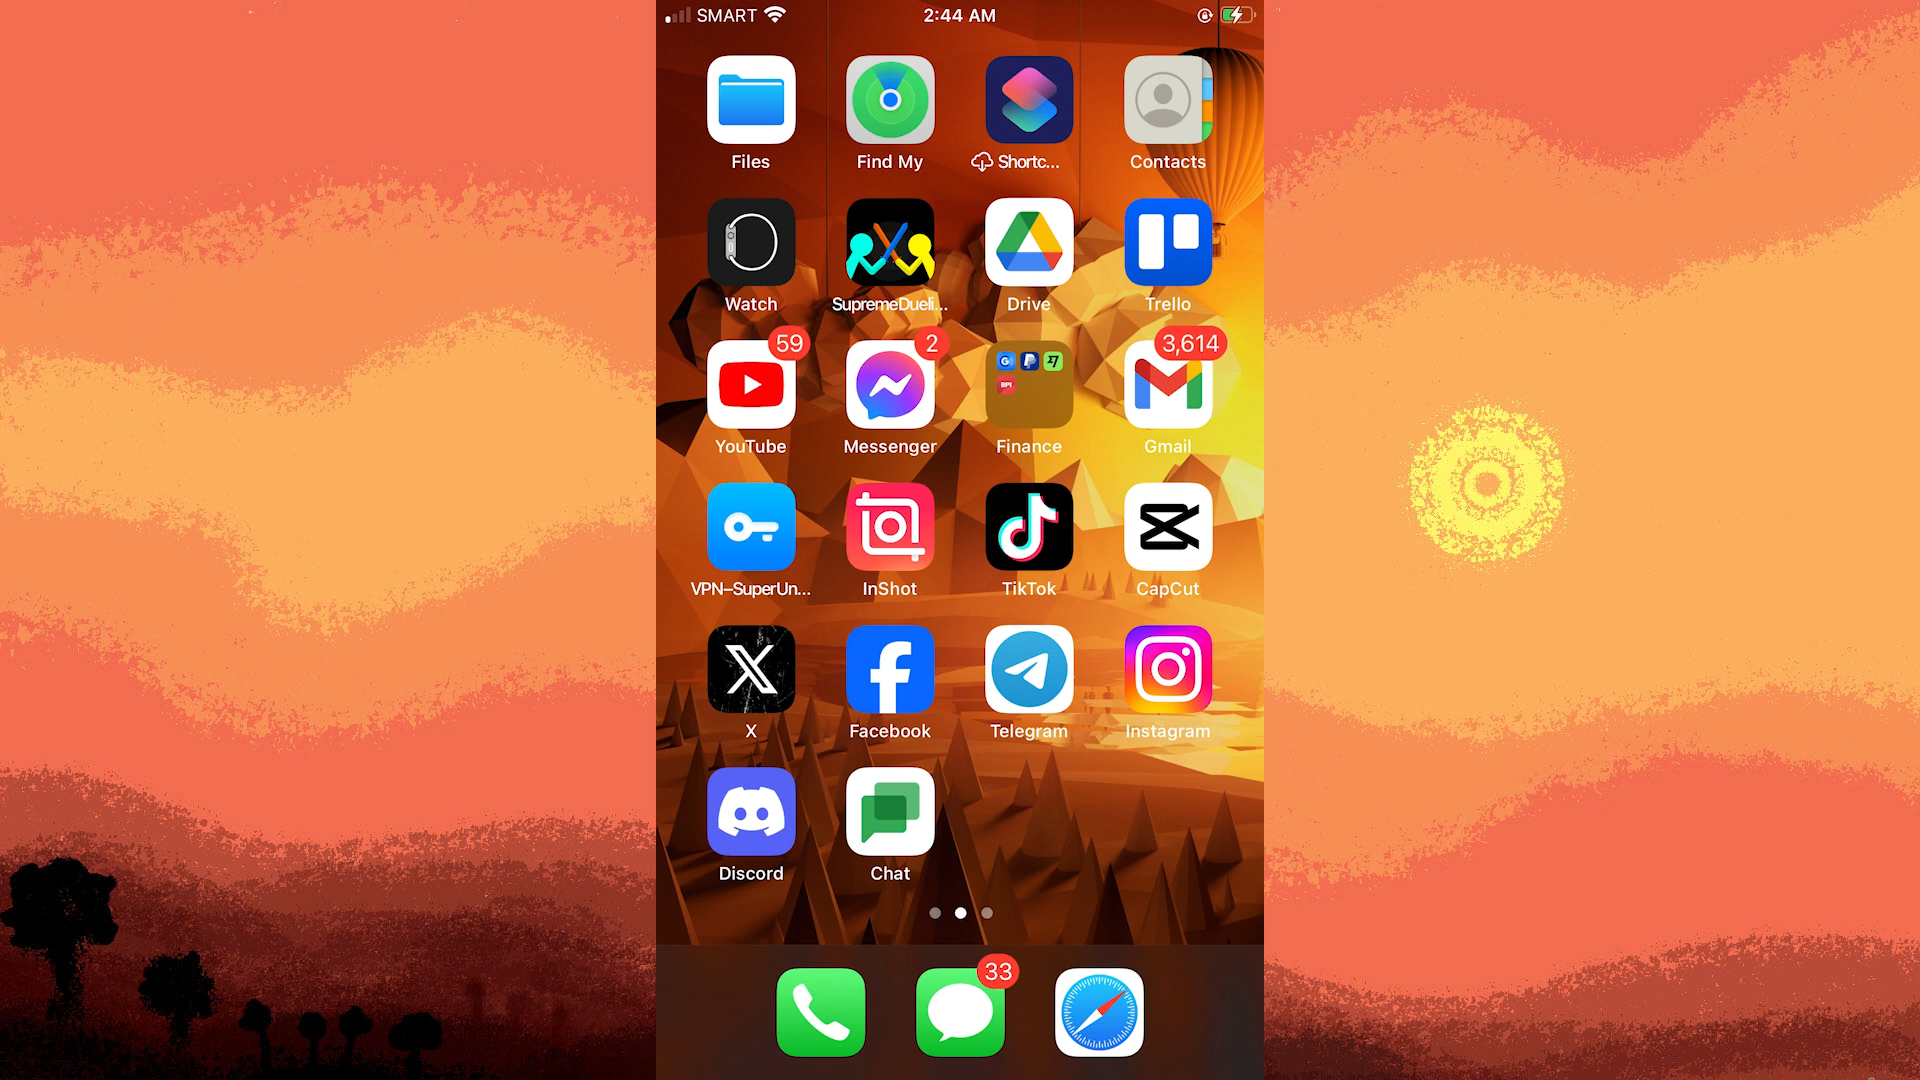 SMART 2:44 AM
Files Find My Shortc... Contacts
Watch SupremeDueli... Drive Trello
59 2 3,614
G P BPI
YouTube Messenger Finance Gmail
VPN–SuperUn... InShot TikTok CapCut
X Facebook Telegram Instagram
Discord Chat
33